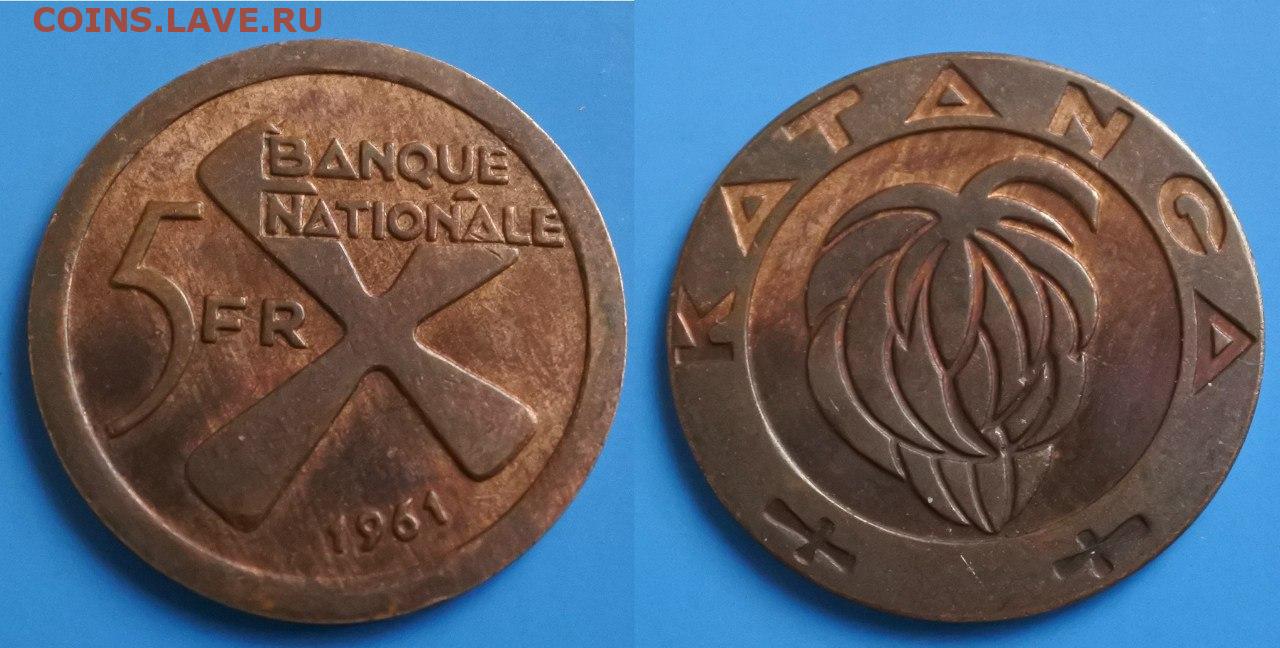 COINS.LAVE.RU
BANQUE
NATIONALE
5 FR
1961
KATANGA